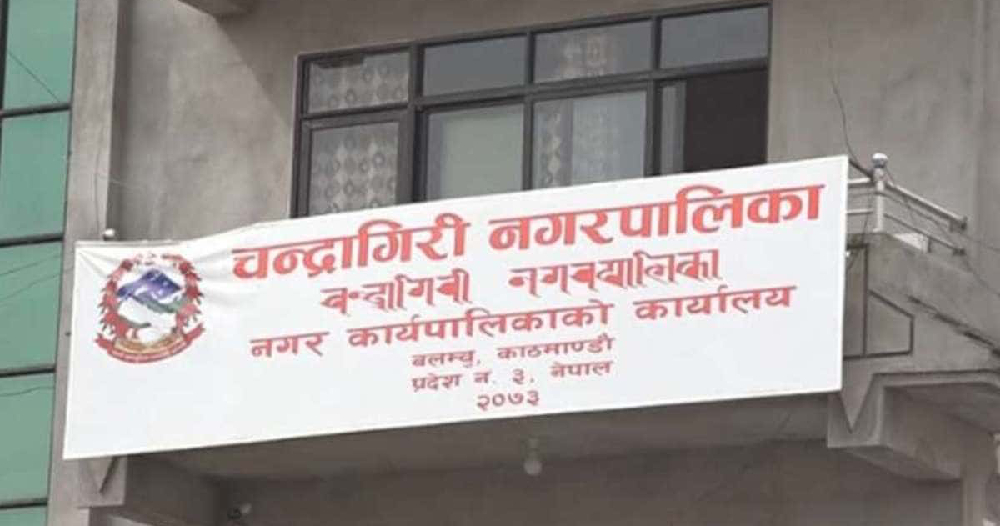 चन्द्रागिरी नगरपालिका
नगर कार्यपालिकाको कार्यालय
बलम्बु, काठमाण्डौ
प्रदेश न. ३, नेपाल
२०७३